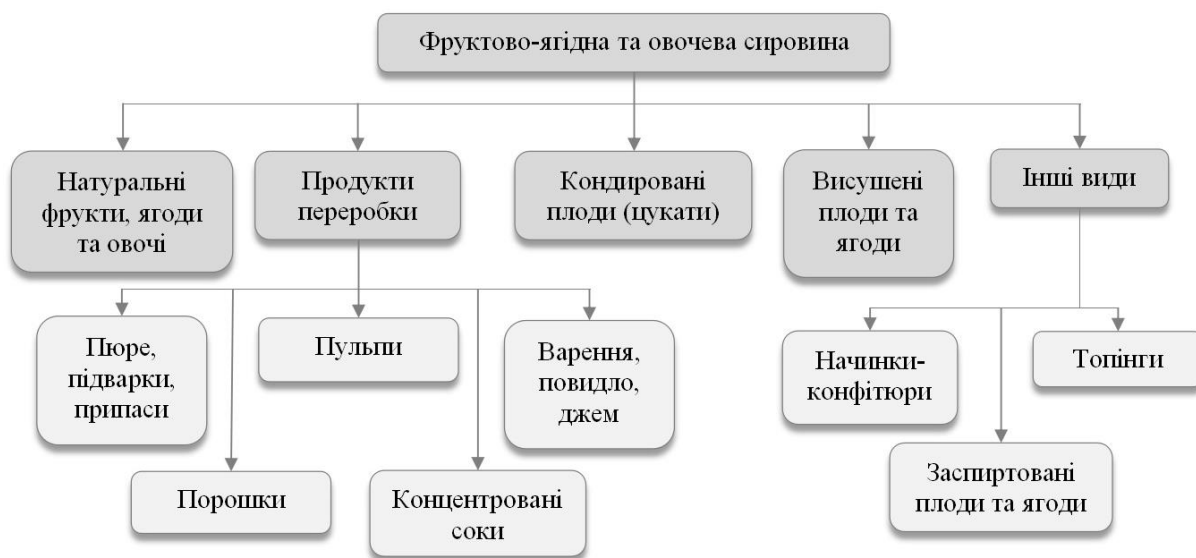 Фруктово-ягідна та овочева сировина
Натуральні
фрукти, ягоди
та овочі
Продукти
переробки
Кондировані
плоди (цукати)
Висушені
плоди та
ягоди
Інші види
Пюре,
підварки,
припаси
Пульпи
Варення,
повидло,
джем
Начинки-
конфітюри
Топінги
Порошки
Концентровані
соки
Заспиртовані
плоди та ягоди